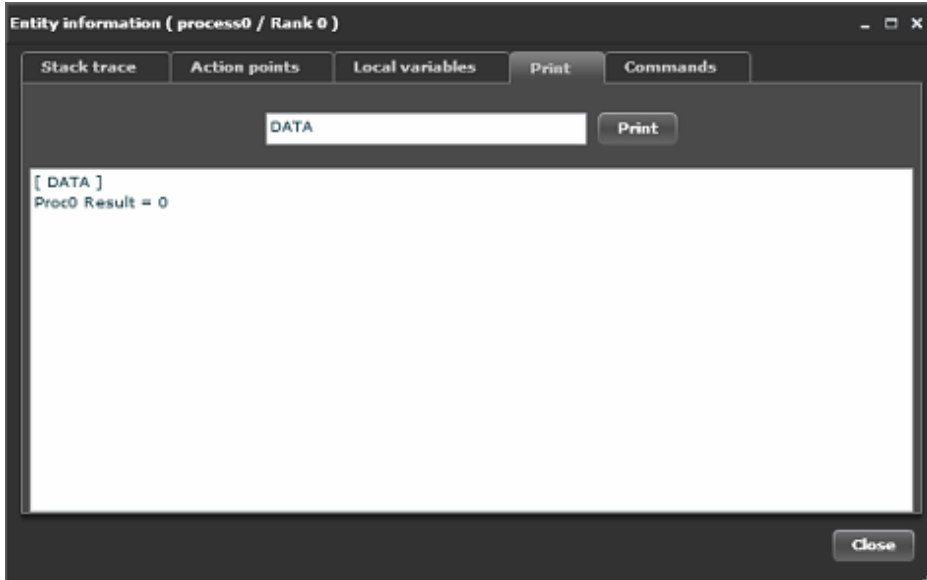 Entity information ( process0 / Rank 0 )
Stack trace Action points Local variables Print Commands
DATA Print
[ DATA ]
Proc0 Result = 0
Close